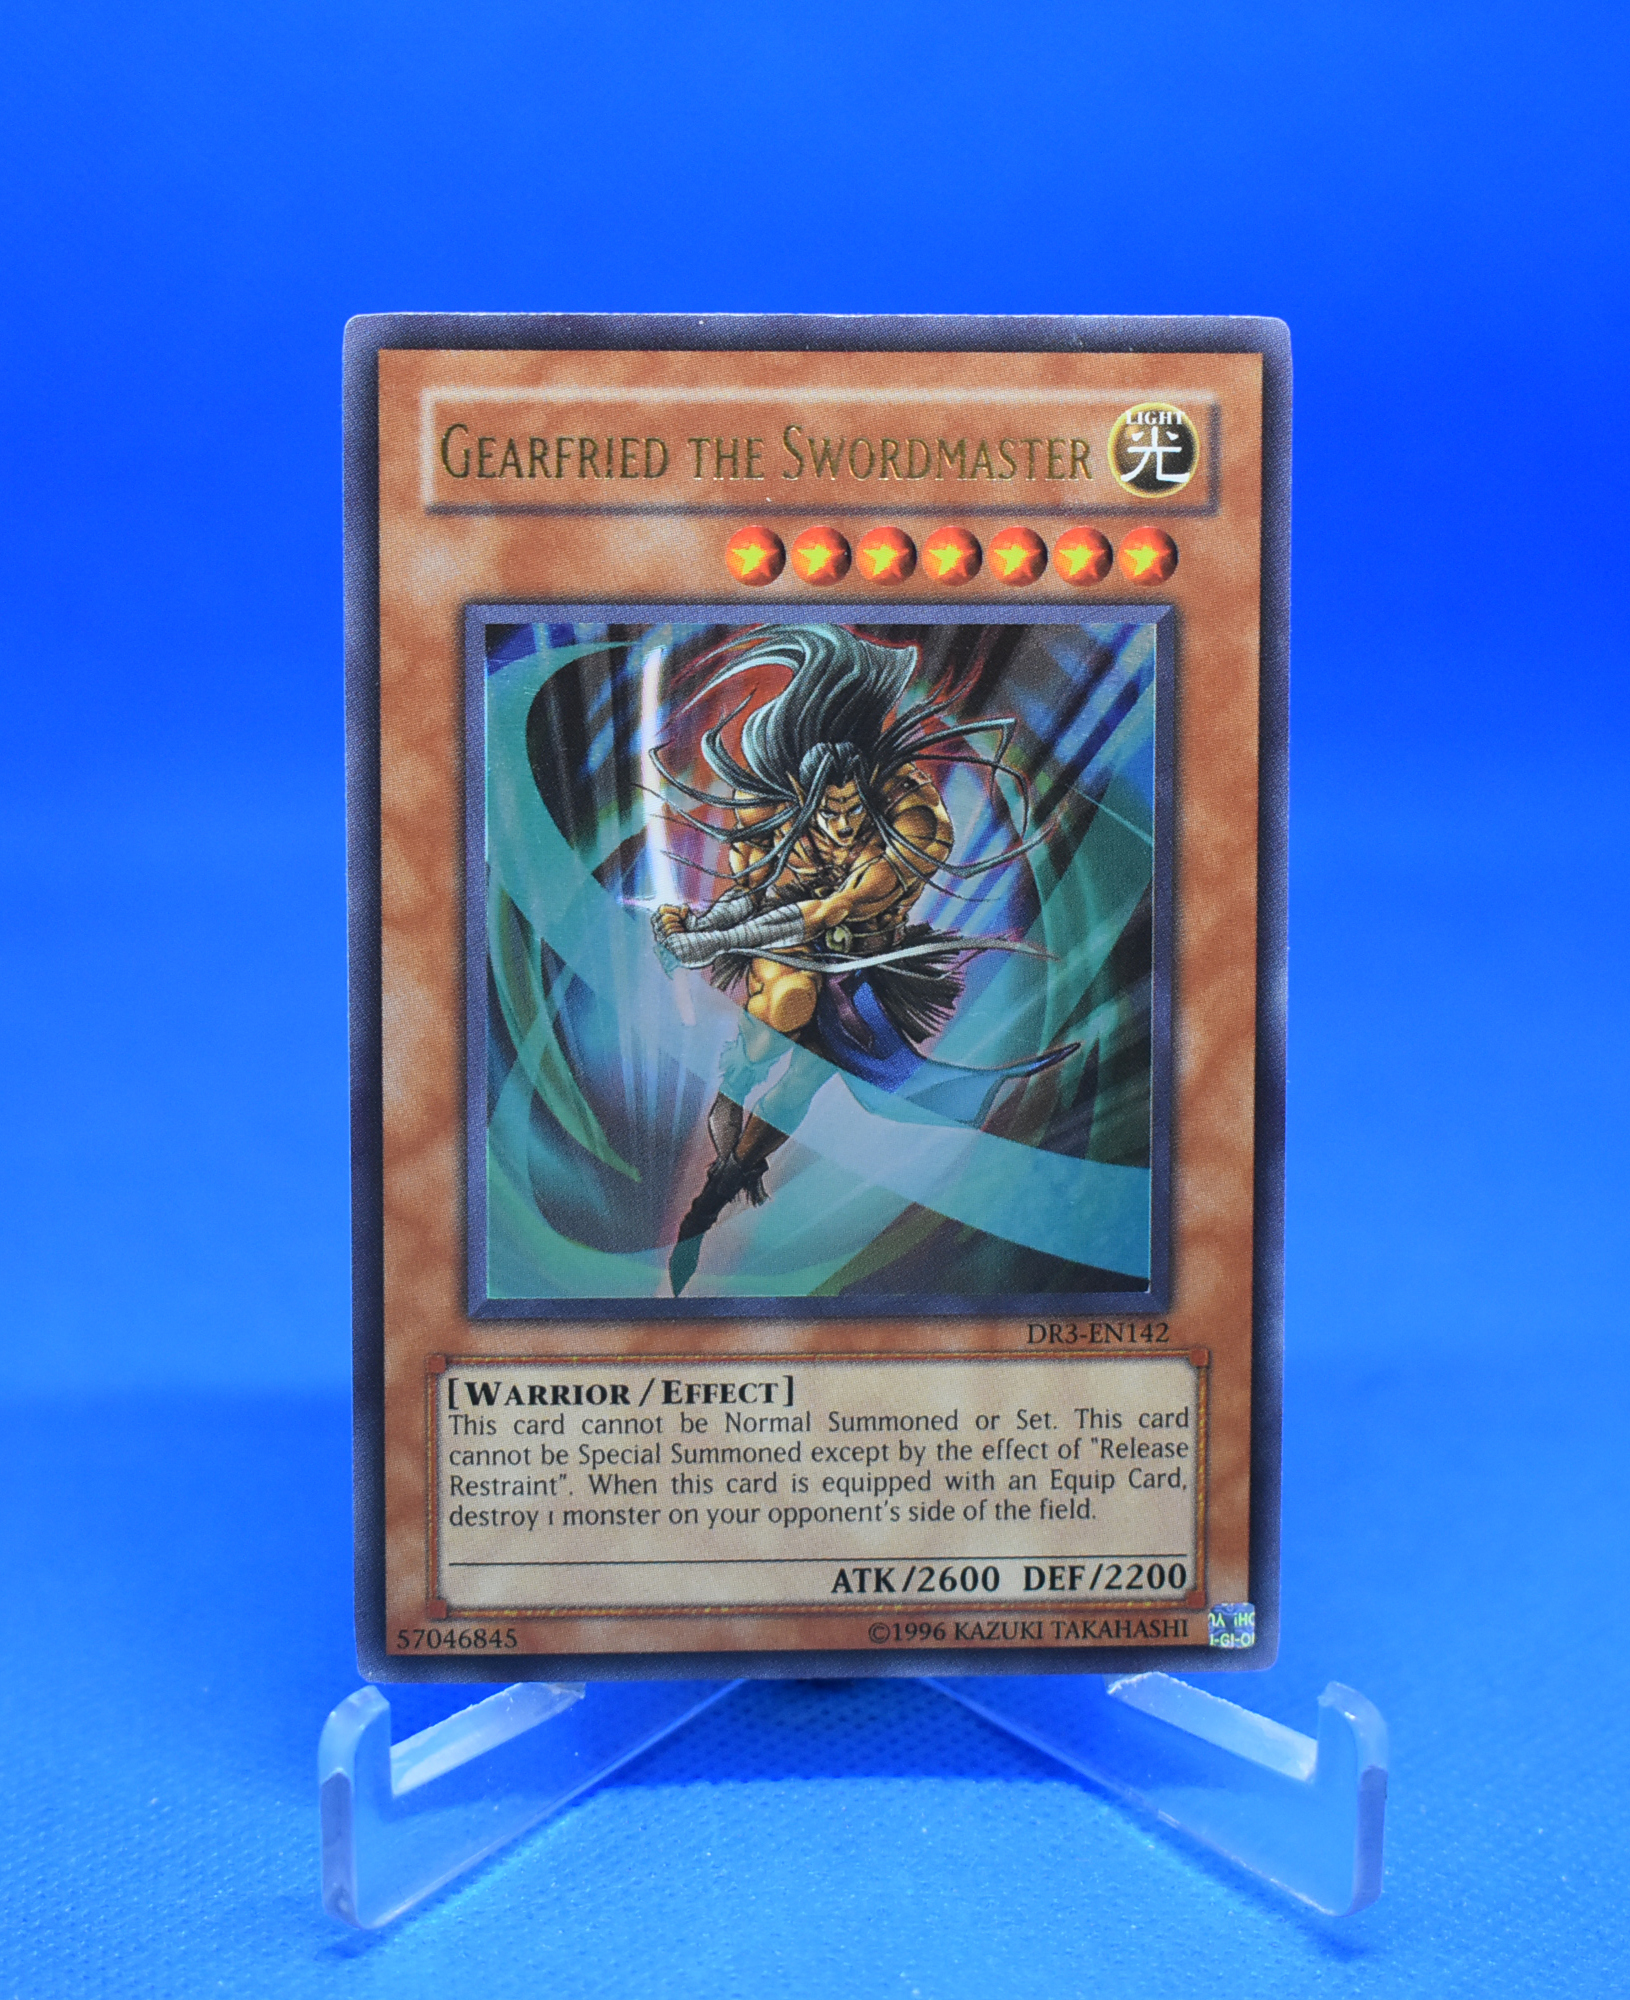 GEARFRIED THE SWORDMASTER
LIGHT
光
DR3-EN142
[WARRIOR/EFFECT]
This card cannot be Normal Summoned or Set. This card
cannot be Special Summoned except by the effect of "Release
Restraint". When this card is equipped with an Equip Card,
destroy 1 monster on your opponent's side of the field.
ATK/2600 DEF/2200
57046845
©1996 KAZUKI TAKAHASHI